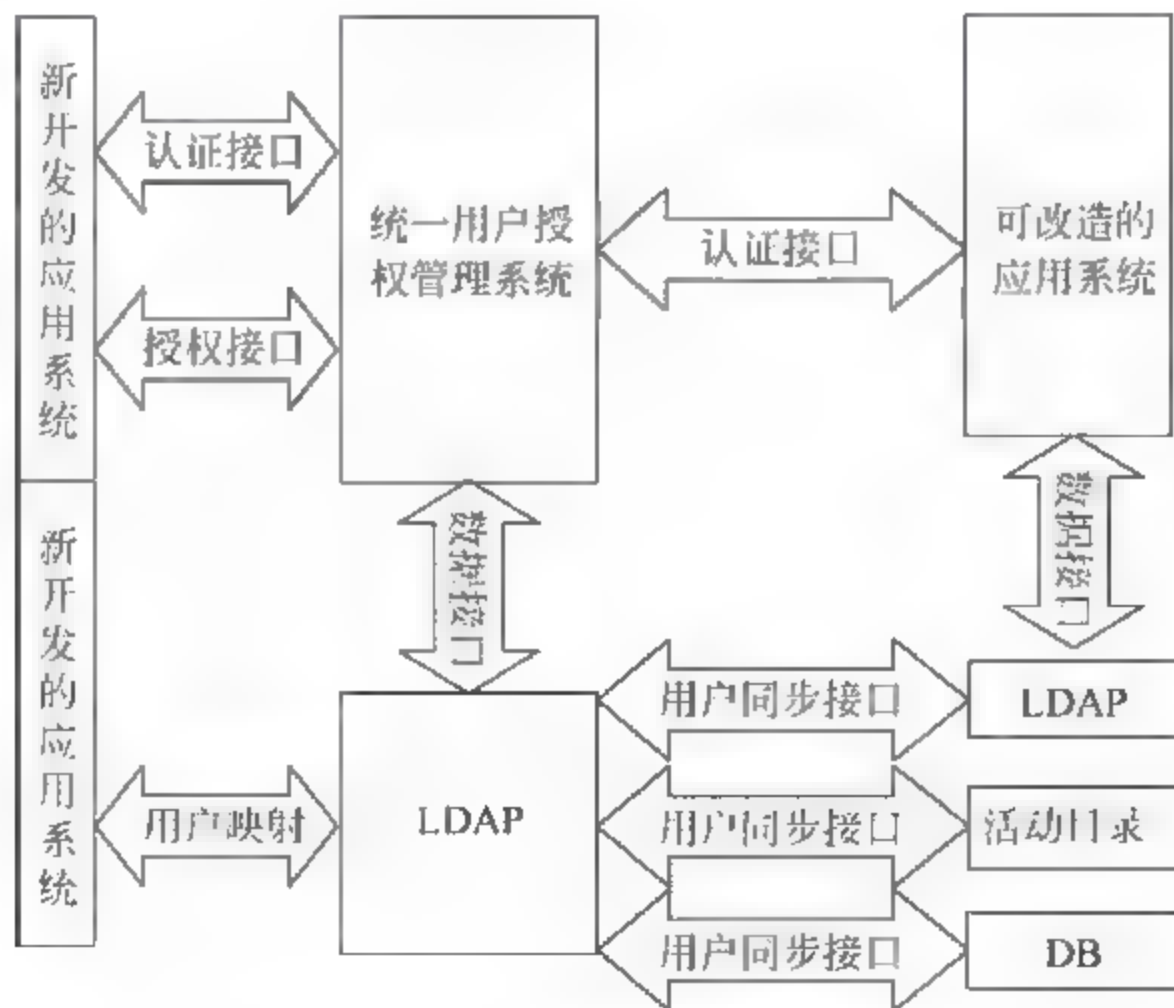 新开发的应用系统
认证接口
授权接口
统一用户授
权管理系统
认证接口
可改造的
应用系统
数据接口
数据接口
新开发的应用系统
用户映射
LDAP
用户同步接口
LDAP
用户同步接口
活动目录
用户同步接口
DB